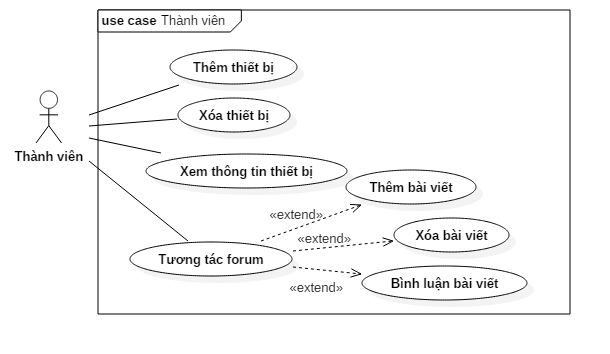 use case Thành viên
Thêm thiết bị
Xóa thiết bị
Thành viên
Xem thông tin thiết bị
Thêm bài viết
«extend»
Xóa bài viết
«extend»
Tương tác forum
Bình luận bài viết
«extend»